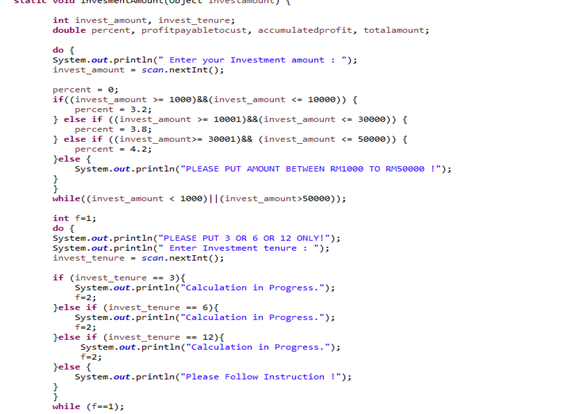 static void InvesmentAmount(Object investamount) {
int invest_amount, invest_tenure;
double percent, profitpayabletocust, accumulatedprofit, totalamount;
do {
System.out.println(" Enter your Investment amount : ");
invest_amount = scan.nextInt();
percent = 0;
if((invest_amount >= 1000)&&(invest_amount <= 10000)) {
percent = 3.2;
} else if ((invest_amount >= 10001)&&(invest_amount <= 30000)) {
percent = 3.8;
} else if ((invest_amount>= 30001)&& (invest_amount <= 50000)) {
percent = 4.2;
}else {
System.out.println("PLEASE PUT AMOUNT BETWEEN RM1000 TO RM50000 !");
}
}
while((invest_amount < 1000)||(invest_amount>50000));
int f=1;
do {
System.out.println("PLEASE PUT 3 OR 6 OR 12 ONLY!");
System.out.println(" Enter Investment tenure : ");
invest_tenure = scan.nextInt();
if (invest_tenure == 3){
System.out.println("Calculation in Progress.");
f=2;
}else if (invest_tenure == 6){
System.out.println("Calculation in Progress.");
f=2;
}else if (invest_tenure == 12){
System.out.println("Calculation in Progress.");
f=2;
}else {
System.out.println("Please Follow Instruction !");
}
}
while (f==1);